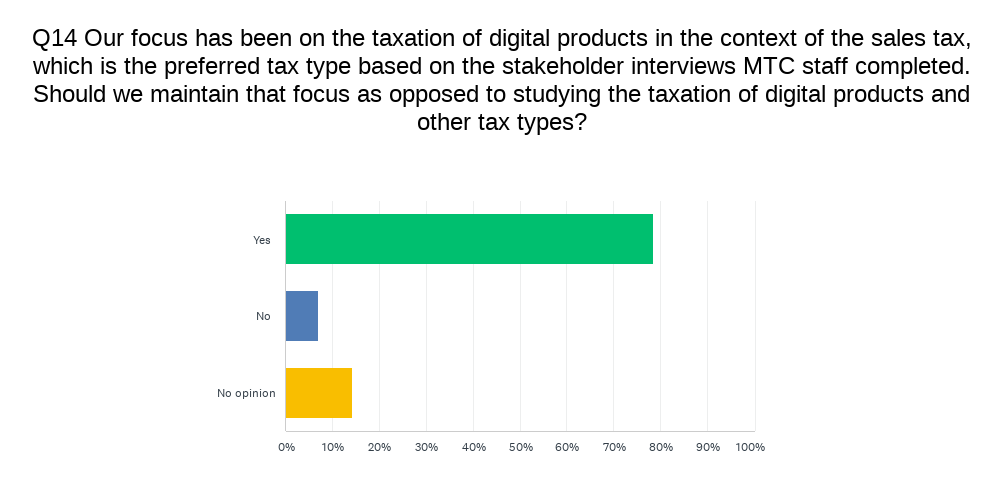 Q14 Our focus has been on the taxation of digital products in the context of the sales tax,
which is the preferred tax type based on the stakeholder interviews MTC staff completed.
Should we maintain that focus as opposed to studying the taxation of digital products and
other tax types?
Yes
No
No opinion
0% 10% 20% 30% 40% 50% 60% 70% 80% 90% 100%